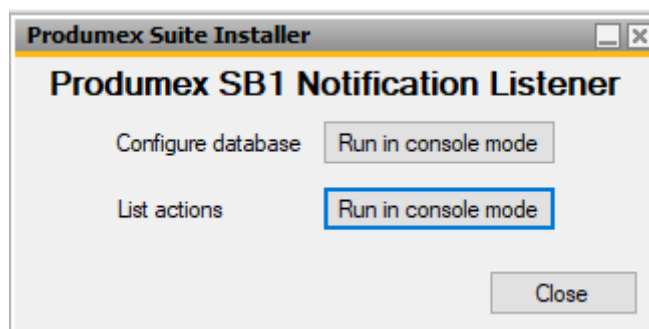 Produmex Suite Installer
Produmex SB1 Notification Listener
Configure database Run in console mode
List actions Run in console mode
Close